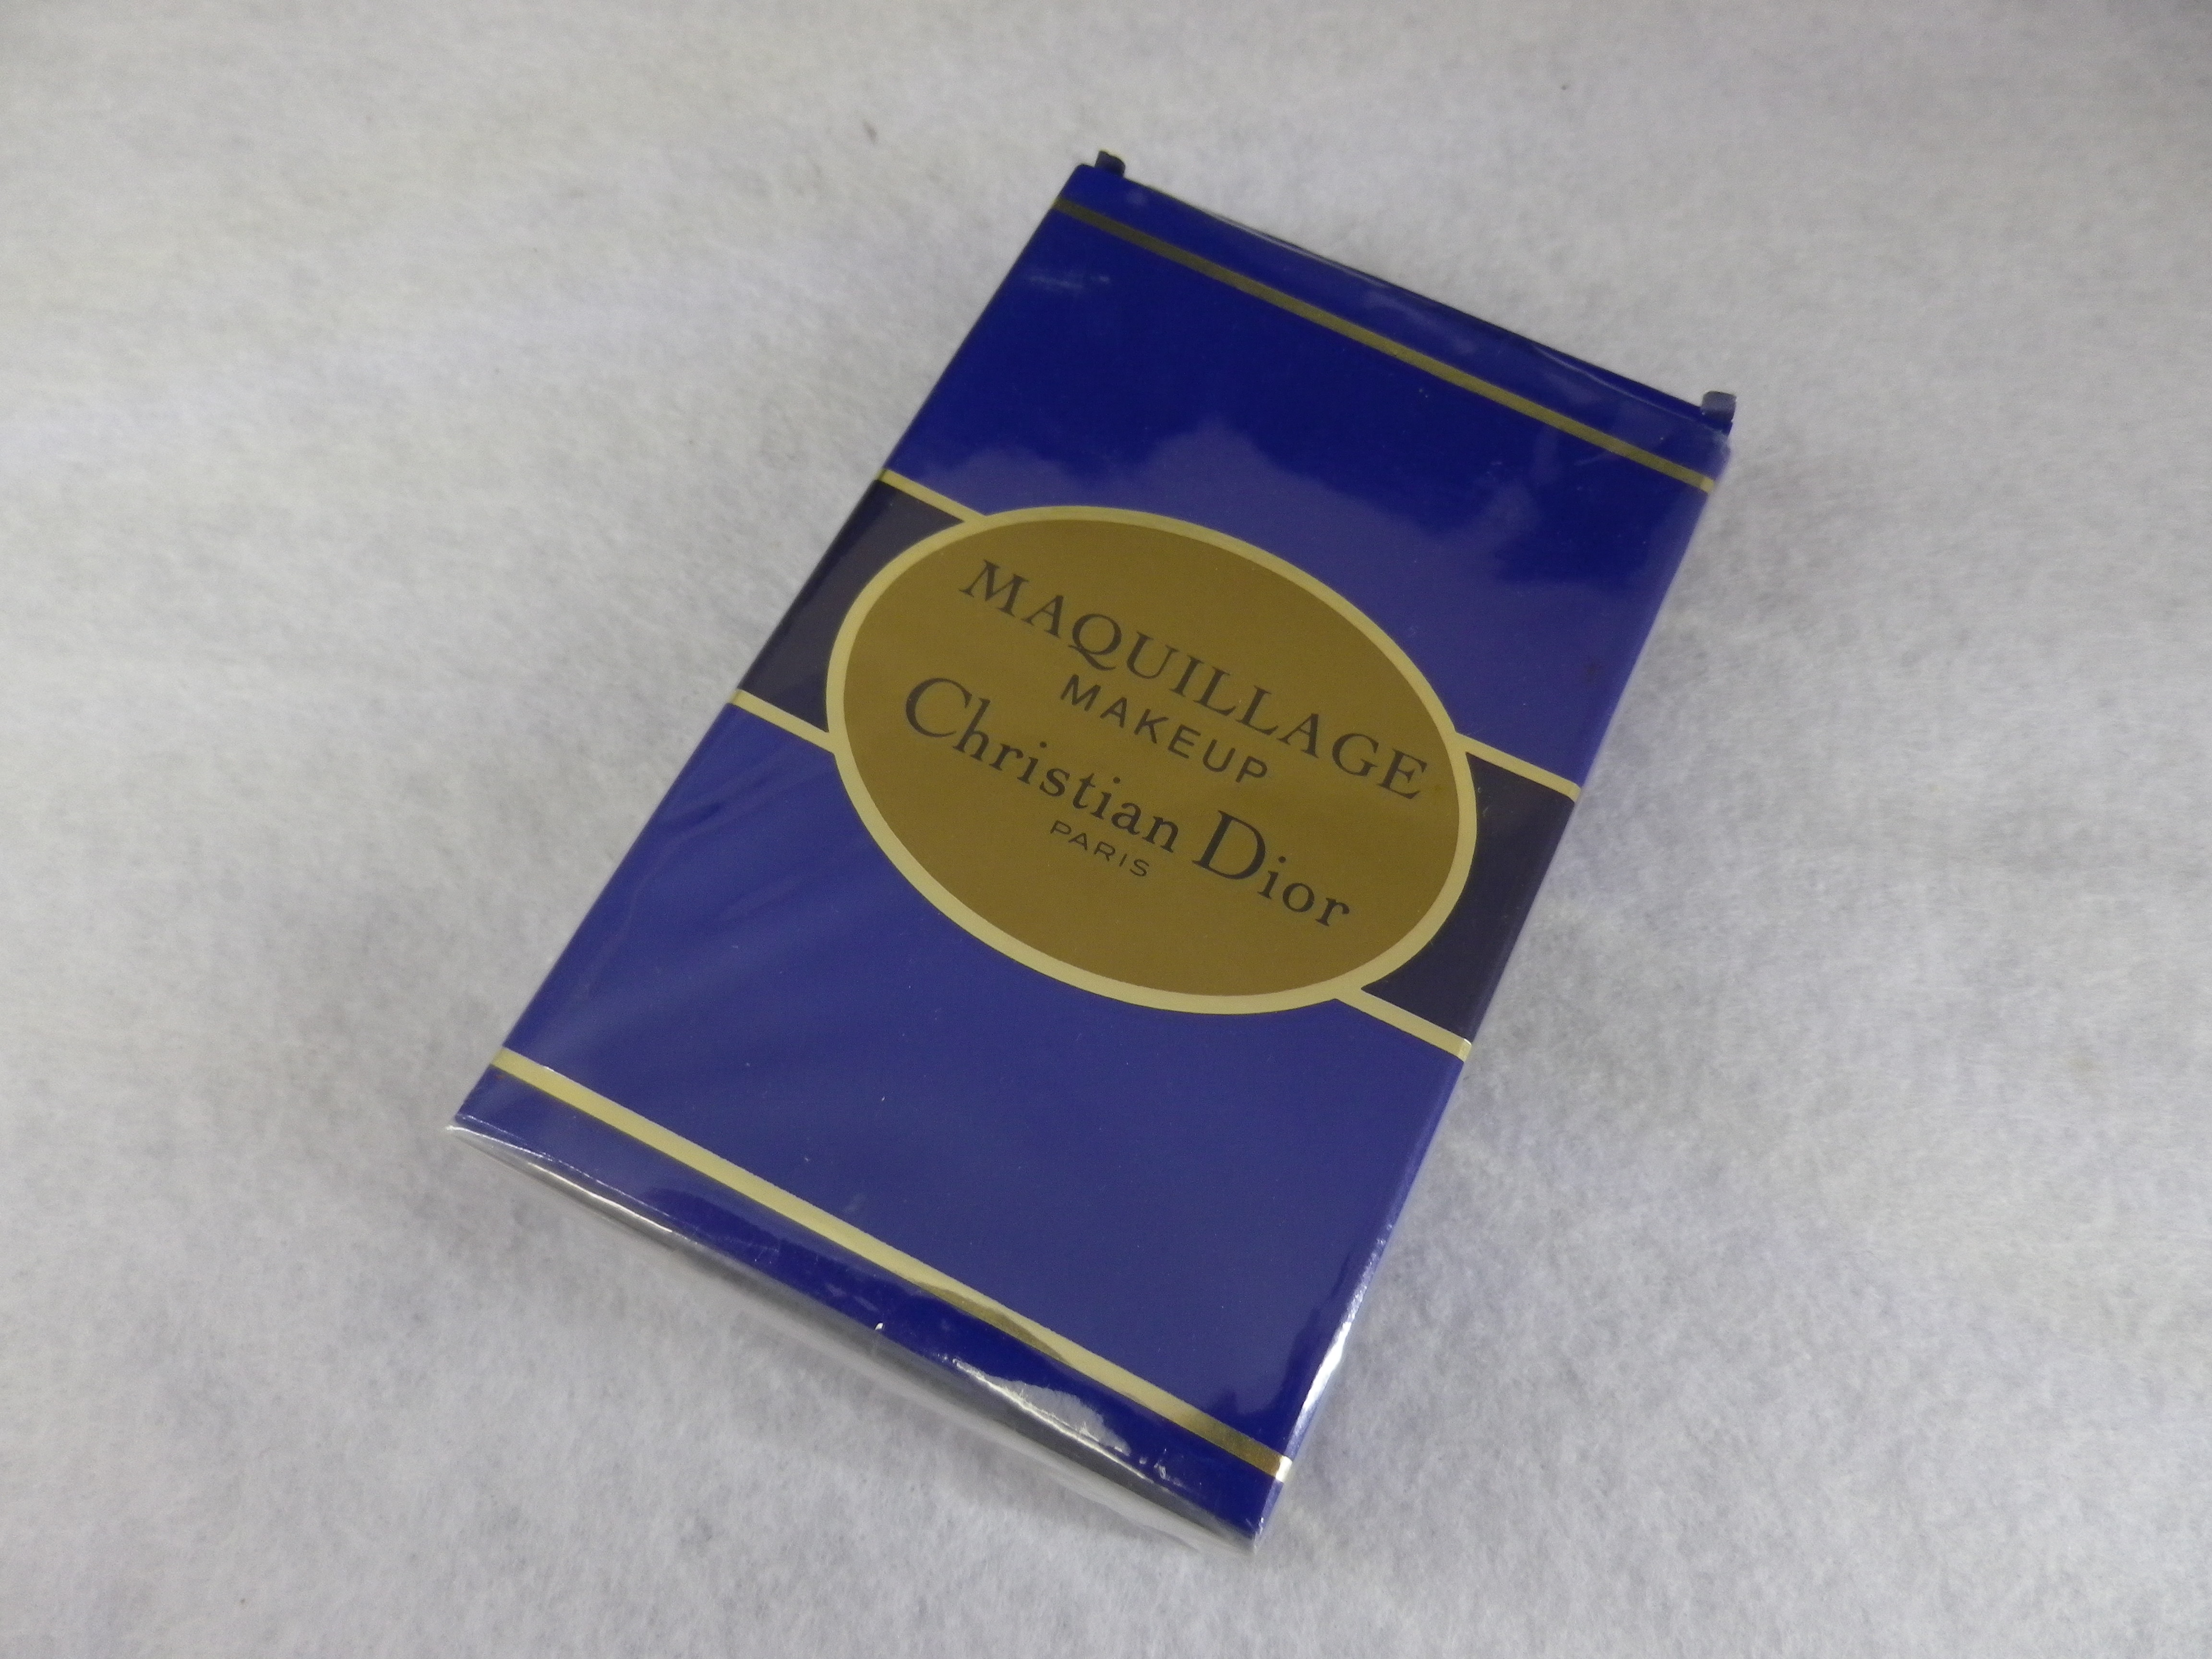 MAQUILLAGE
MAKEUP
Christian Dior
PARIS